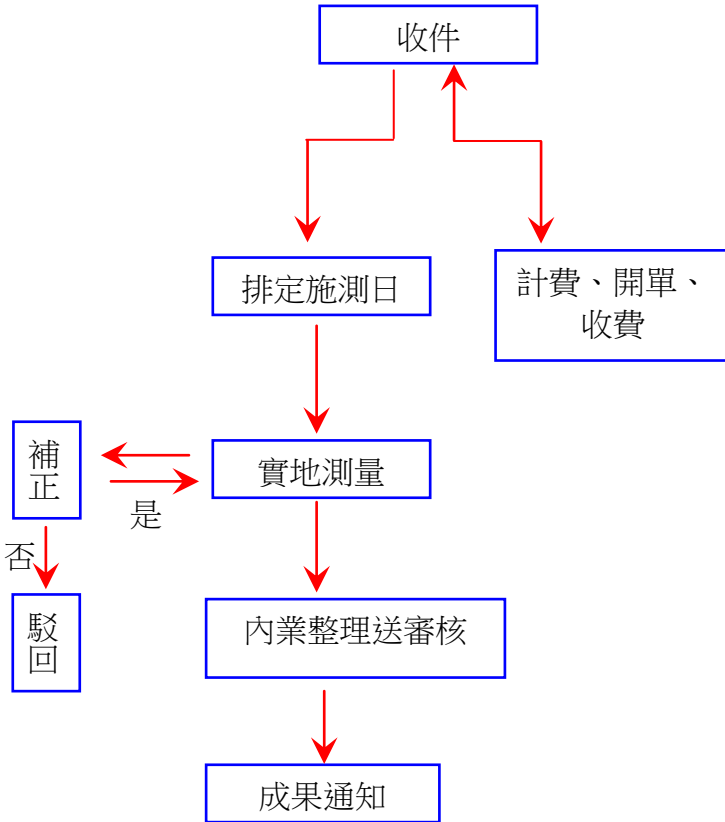 收件
排定施測日
計費、開單、
收費
補正
實地測量
是
否
駁回
內業整理送審核
成果通知